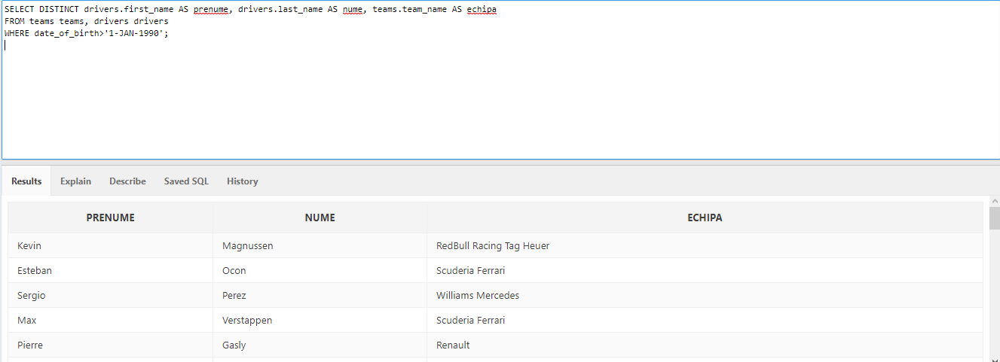 SELECT DISTINCT drivers.first_name AS prenume, drivers.last_name AS nume, teams.team_name AS echipa
FROM teams teams, drivers drivers
WHERE date_of_birth>'1-JAN-1990';
Results Explain Describe Saved SQL History
PRENUME NUME ECHIPA
Kevin Magnussen RedBull Racing Tag Heuer
Esteban Ocon Scuderia Ferrari
Sergio Perez Williams Mercedes
Max Verstappen Scuderia Ferrari
Pierre Gasly Renault